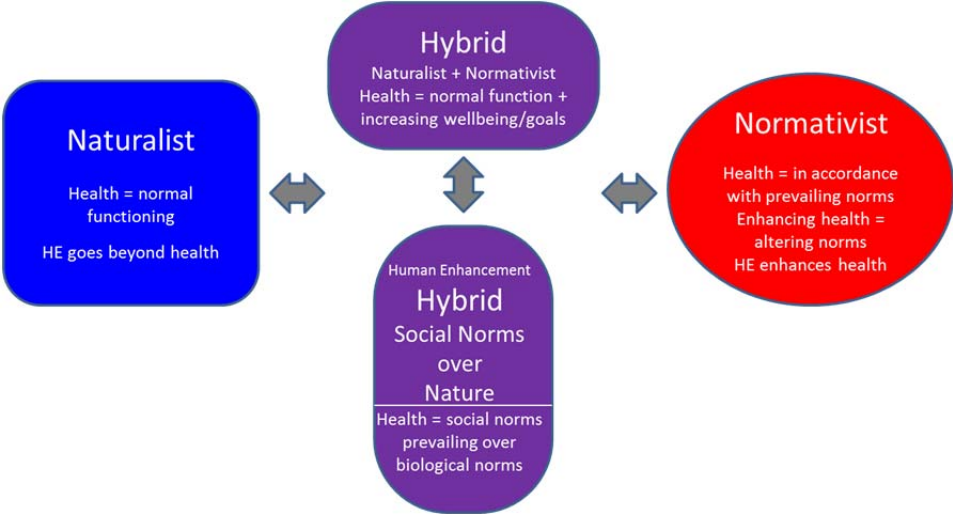 Hybrid
Naturalist + Normativist
Health = normal function +
increasing wellbeing/goals
Naturalist
Health = normal
functioning
HE goes beyond health
Normativist
Health = in accordance
with prevailing norms
Enhancing health =
altering norms
HE enhances health
Human Enhancement
Hybrid
Social Norms
over
Nature
Health = social norms
prevailing over
biological norms